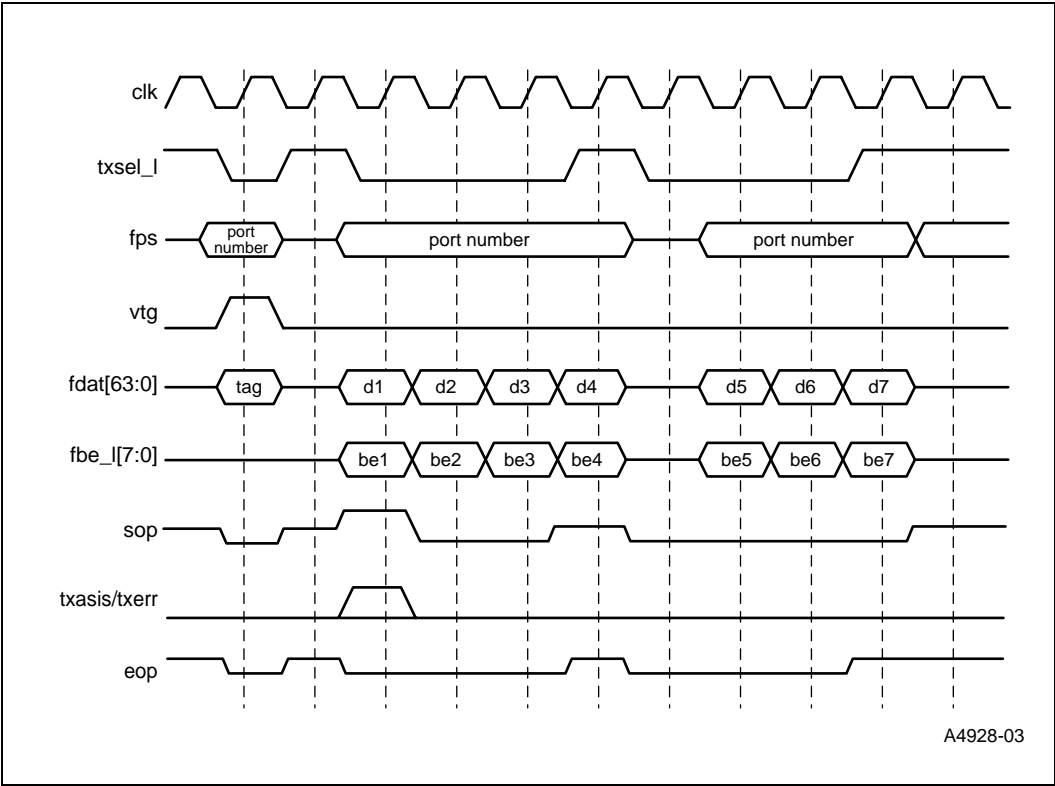 clk
txsel_l
fps
port number
port number
port number
vtg
fdat[63:0]
tag
d1
d2
d3
d4
d5
d6
d7
fbe_l[7:0]
be1
be2
be3
be4
be5
be6
be7
sop
txasis/txerr
eop
A4928-03